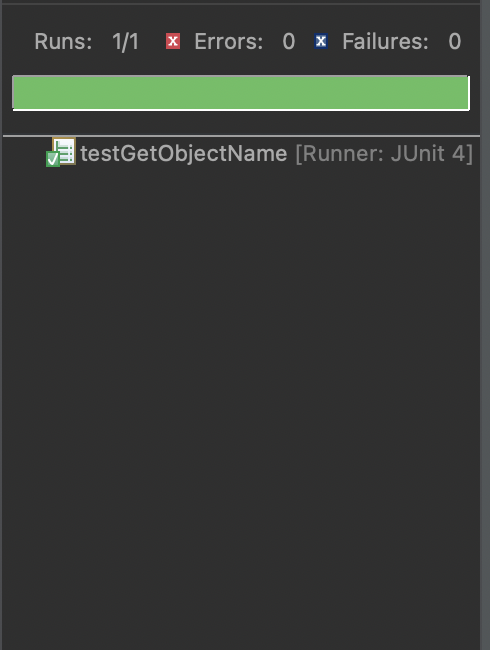 Runs: 1/1 x Errors: 0 x Failures: 0
testGetObjectName [Runner: JUnit 4]